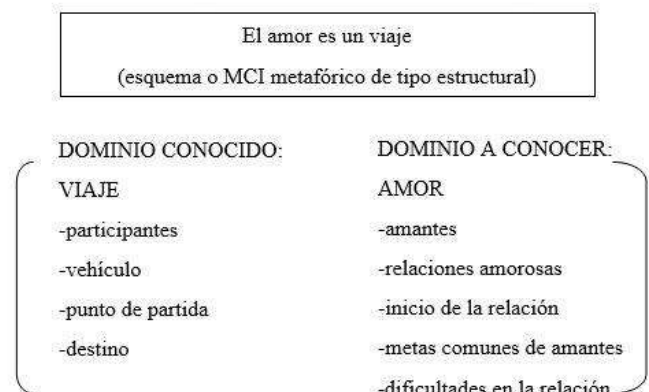 El amor es un viaje
(esquema o MCI metafórico de tipo estructural)
DOMINIO CONOCIDO:
VIAJE
-participantes
-vehículo
-punto de partida
-destino
DOMINIO A CONOCER:
AMOR
-amantes
-relaciones amorosas
-inicio de la relación
-metas comunes de amantes
-dificultades en la relación